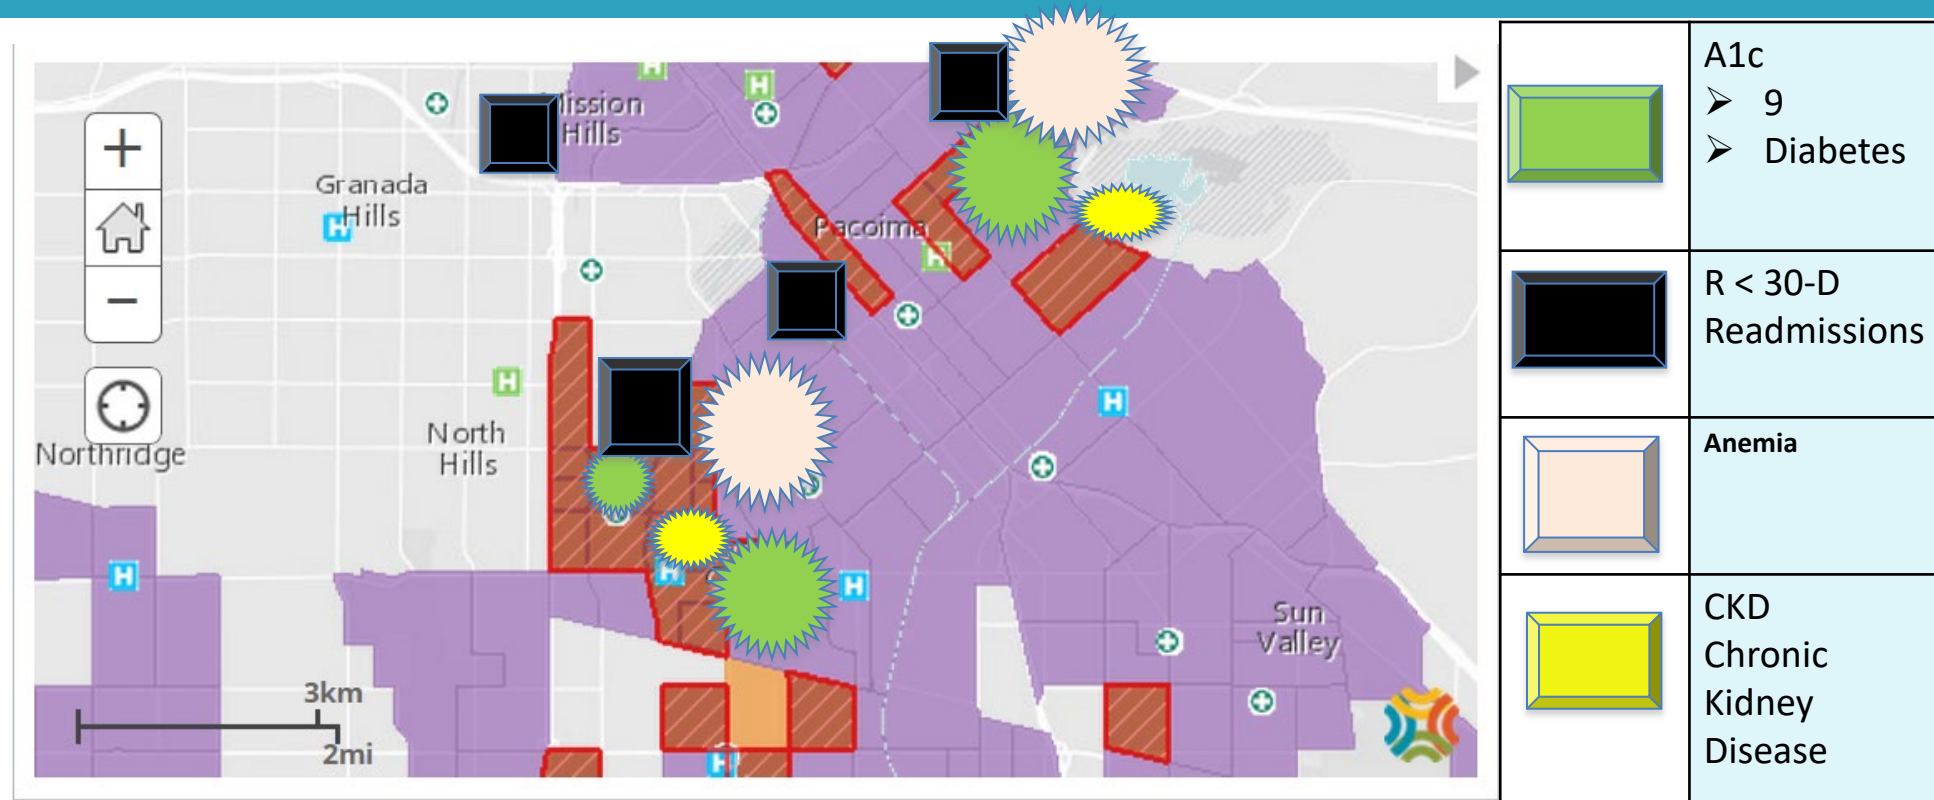 Mission
Hills
Granada
Hills
H
H
H
Pacoima
H
H
H
North
Hills
Northridge
H
H
H
H
Sun
Valley
3km
2mi
H
A1c
➢ 9
➢ Diabetes
R < 30-D
Readmissions
Anemia
CKD
Chronic
Kidney
Disease